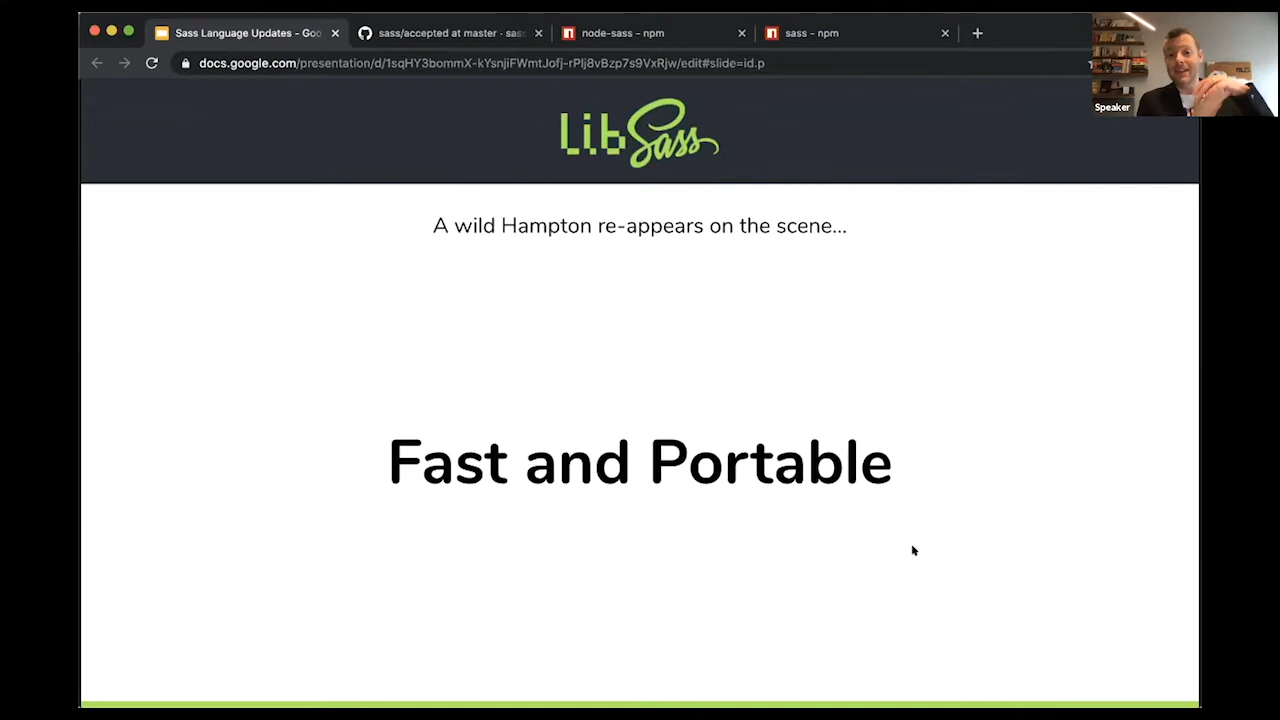 Sass Language Updates - Goo
sass/accepted at master · sass
node-sass - npm
sass - npm
docs.google.com/presentation/d/1sqHY3bommX-kYsnjiFWmtJofj-rPlj8vBzp7s9VxRjw/edit#slide=id.p
Speaker
LibSass
A wild Hampton re-appears on the scene...
Fast and Portable